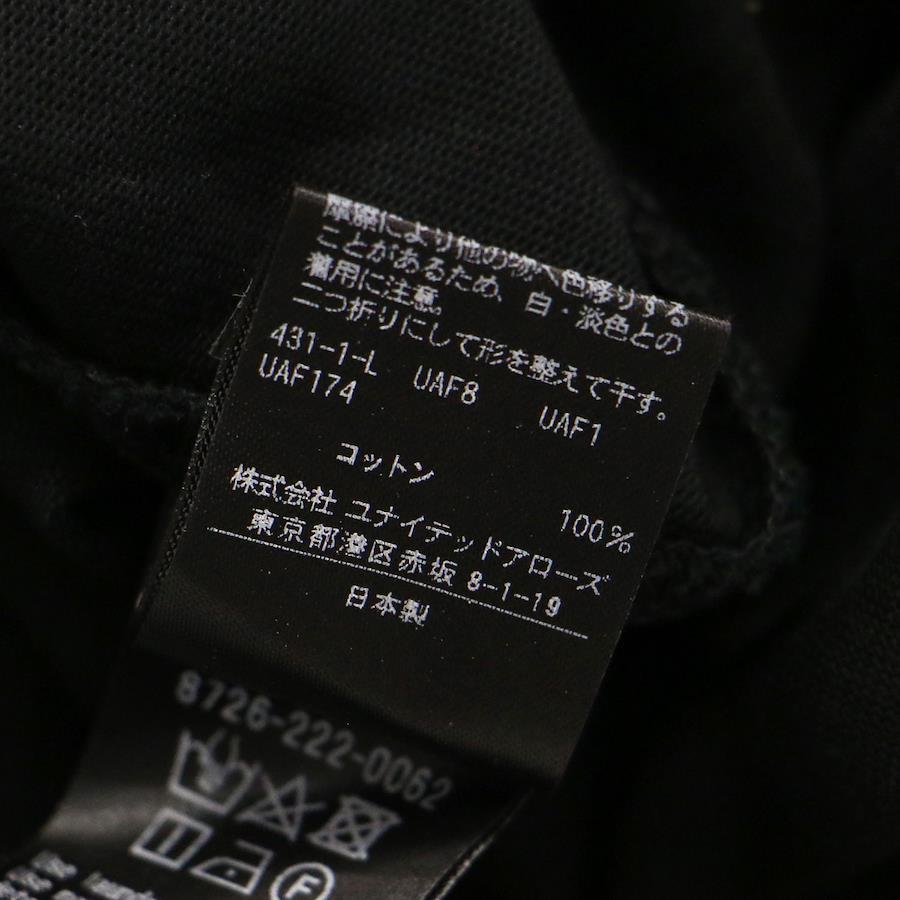 摩擦により他の物へ色移りする
ことがあるため、白・淡色との
着用に注意。
二つ折りにして形を整えて干す。
431-1-L UAF8 UAF1
UAF174
コットン 100%
株式会社 ユナイテッドアローズ
東京都港区赤坂 8-1-19
日本製
8726-222-0062
F